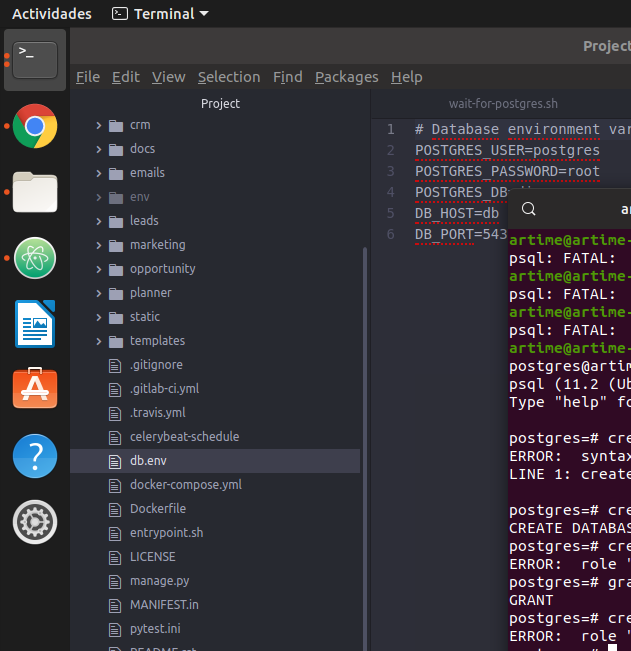 Actividades Terminal
Project
File Edit View Selection Find Packages Help
Project
crm
docs
emails
env
leads
marketing
opportunity
planner
static
templates
.gitignore
.gitlab-ci.yml
.travis.yml
celerybeat-schedule
db.env
docker-compose.yml
Dockerfile
entrypoint.sh
LICENSE
manage.py
MANIFEST.in
pytest.ini
wait-for-postgres.sh
1 # Database environment var
2 POSTGRES_USER=postgres
3 POSTGRES_PASSWORD=root
4 POSTGRES_DB=
5 DB_HOST=db
6 DB_PORT=543
ar
artime@artime-
psql: FATAL:
artime@artime-
psql: FATAL:
artime@artime-
psql: FATAL:
artime@artime-
postgres@artim
psql (11.2 (Ub
Type "help" fo
postgres=# cre
ERROR: syntax
LINE 1: create
postgres=# cre
CREATE DATABAS
postgres=# cre
ERROR: role "
postgres=# gra
GRANT
postgres=# cre
ERROR: role "